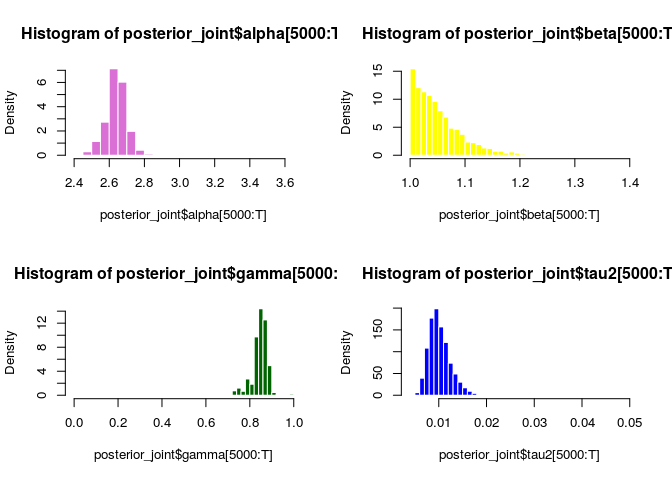 Histogram of posterior_joint$alpha[5000:T
Density
0 2 4 6
2.4 2.6 2.8 3.0 3.2 3.4 3.6
posterior_joint$alpha[5000:T]
Histogram of posterior_joint$beta[5000:T
Density
0 5 10 15
1.0 1.1 1.2 1.3 1.4
posterior_joint$beta[5000:T]
Histogram of posterior_joint$gamma[5000:
Density
0 4 8 12
0.0 0.2 0.4 0.6 0.8 1.0
posterior_joint$gamma[5000:T]
Histogram of posterior_joint$tau2[5000:T
Density
0 50 150
0.01 0.02 0.03 0.04 0.05
posterior_joint$tau2[5000:T]